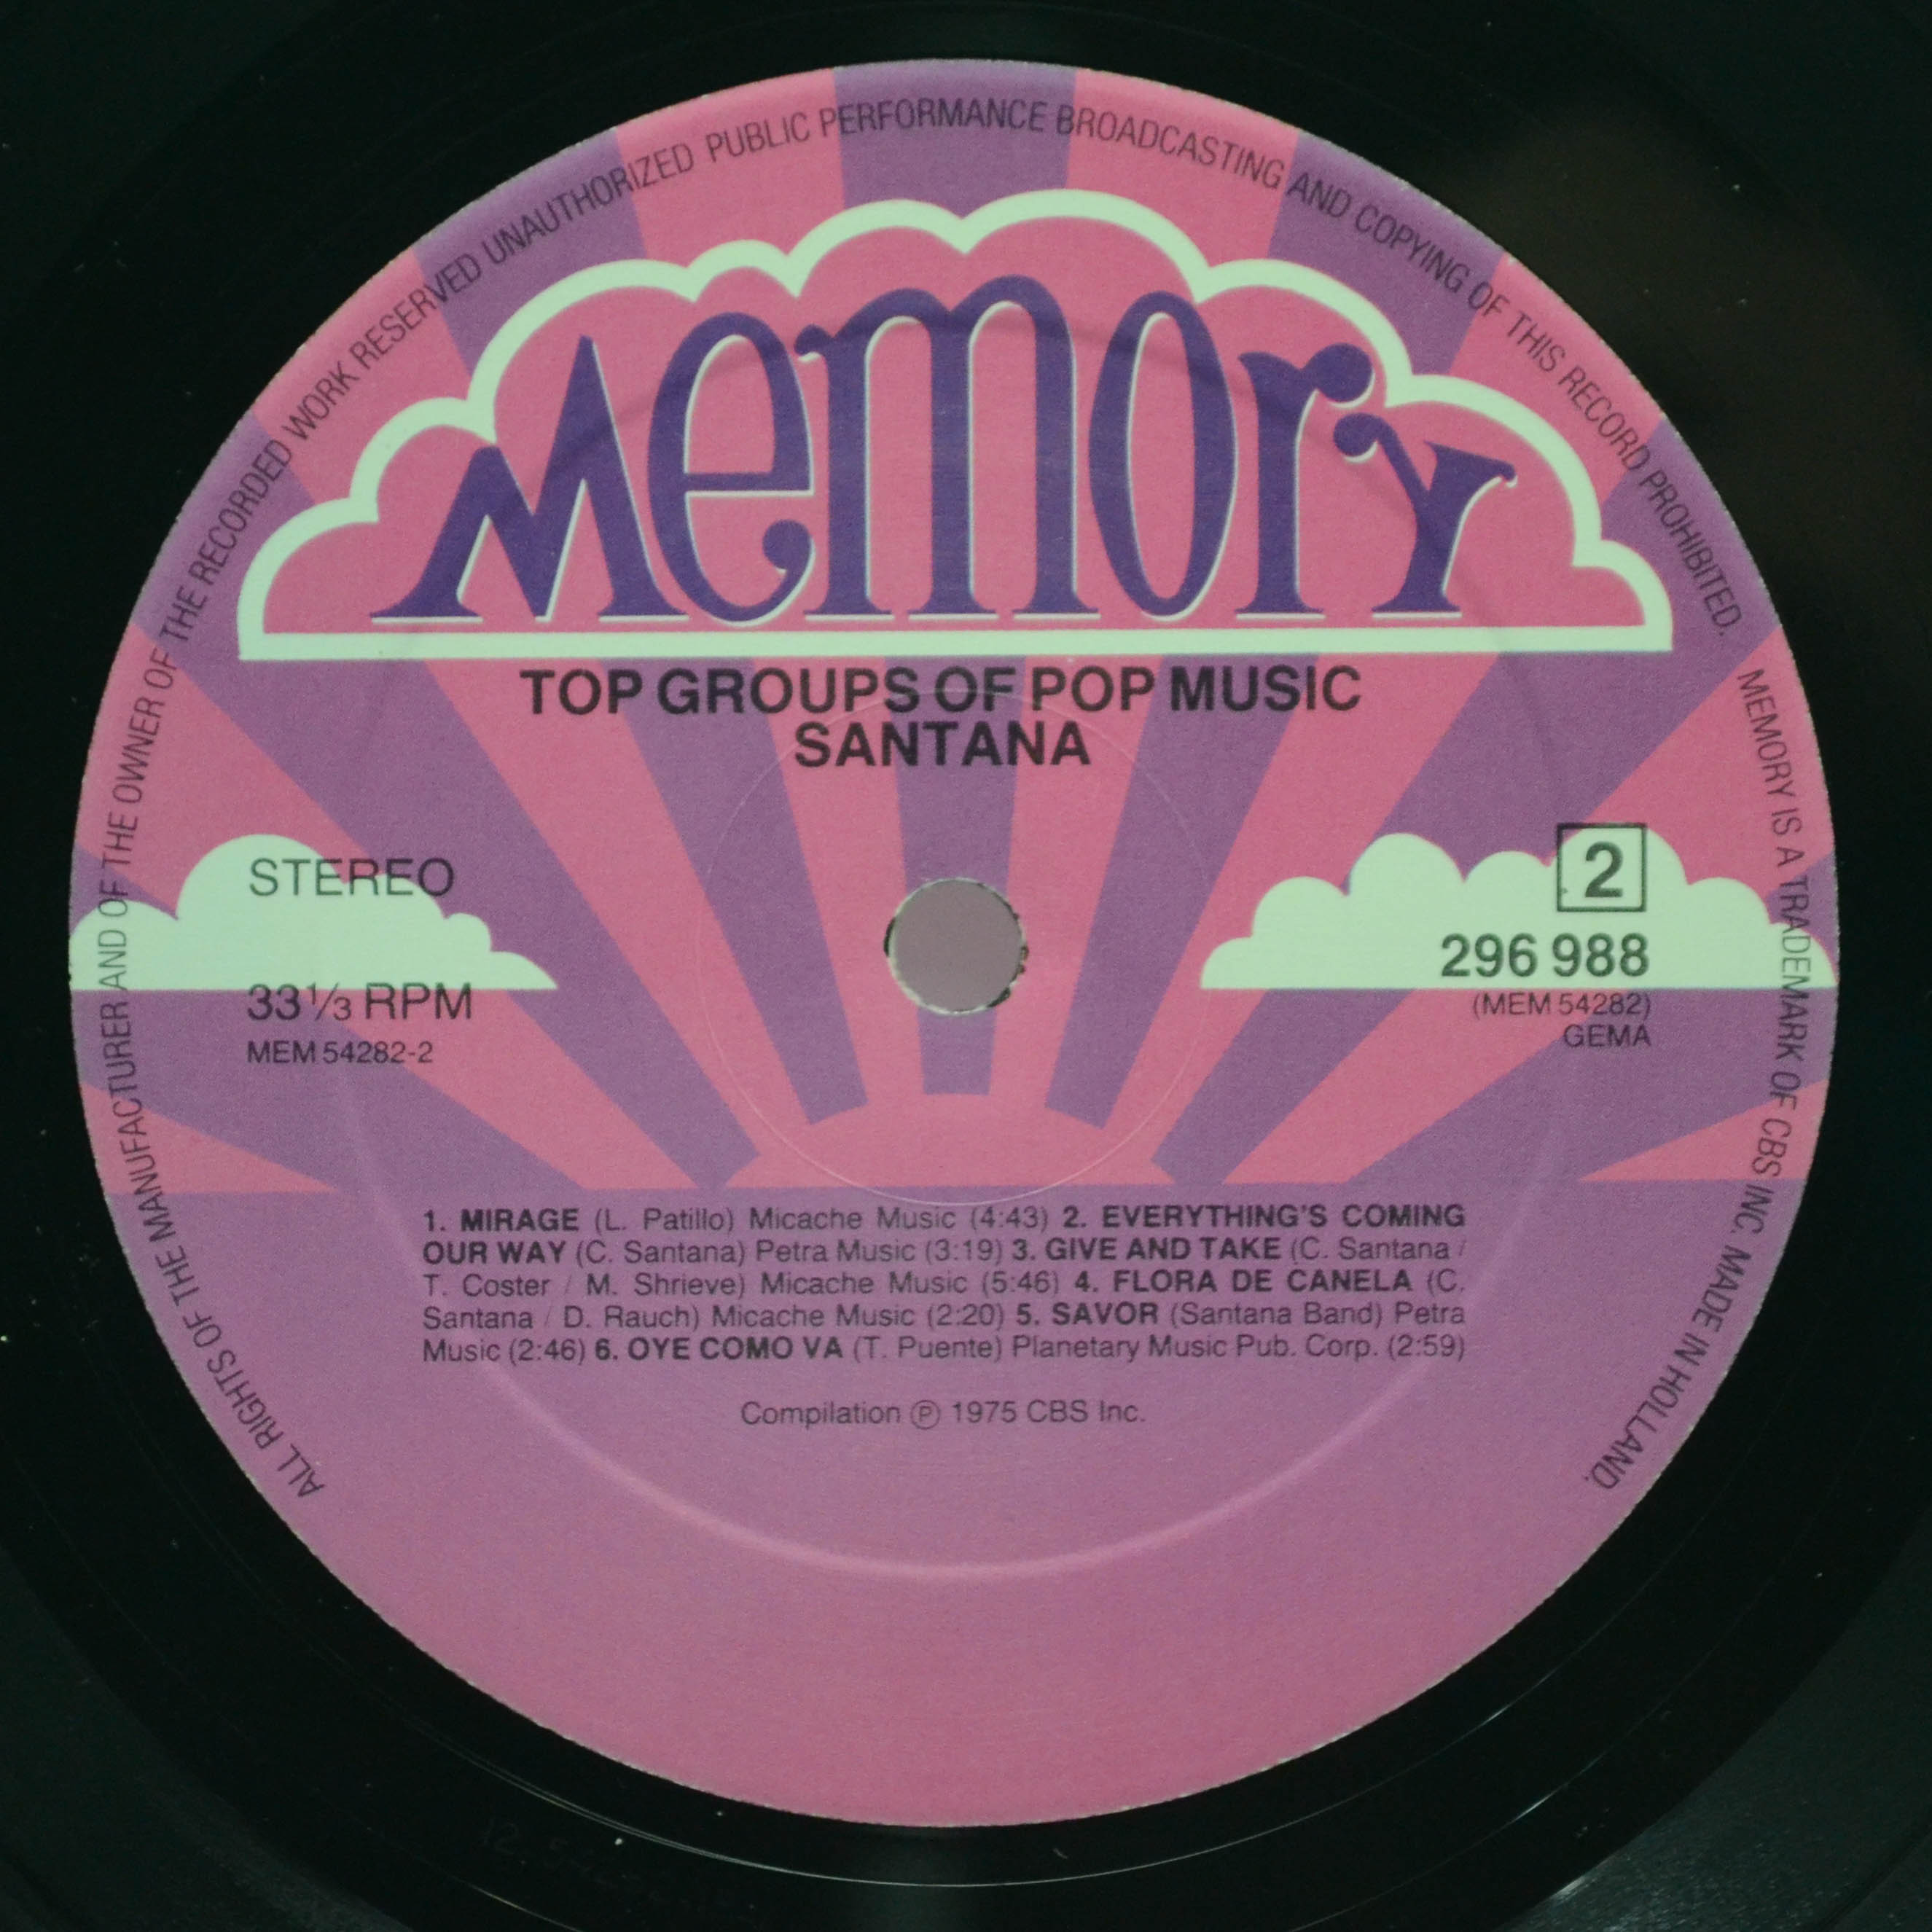 ALL RIGHTS OF THE MANUFACTURER AND OF THE OWNER OF THE RECORDED WORK RESERVED UNAUTHORIZED PUBLIC PERFORMANCE BROADCASTING AND COPYING OF THIS RECORD PROHIBITED. MEMORY IS A TRADEMARK OF CBS INC. MADE IN HOLLAND.
Memory
TOP GROUPS OF POP MUSIC
SANTANA
STEREO
33 1/3 RPM
MEM 54282-2
2
296 988
(MEM 54282)
GEMA
1. MIRAGE (L. Patillo) Micache Music (4:43) 2. EVERYTHING'S COMING
OUR WAY (C. Santana) Petra Music (3:19) 3. GIVE AND TAKE (C. Santana /
T. Coster / M. Shrieve) Micache Music (5:46) 4. FLORA DE CANELA (C.
Santana / D. Rauch) Micache Music (2:20) 5. SAVOR (Santana Band) Petra
Music (2:46) 6. OYE COMO VA (T. Puente) Planetary Music Pub. Corp. (2:59)
Compilation ℗ 1975 CBS Inc.